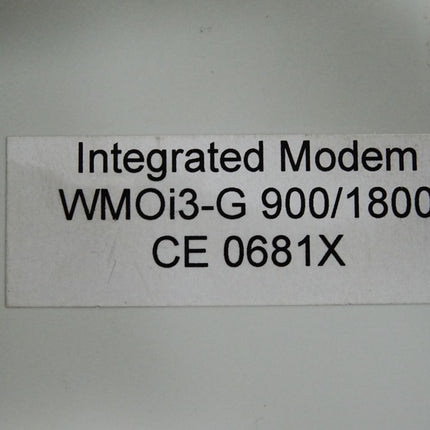 Integrated Modem
WMOi3-G 900/1800
CE 0681X